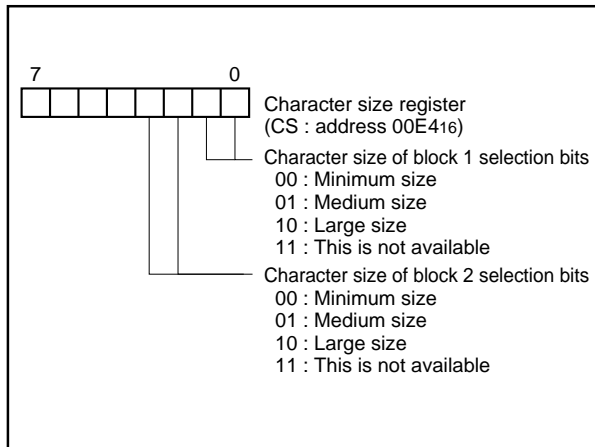 7 0
Character size register
(CS : address 00E416)
Character size of block 1 selection bits
00 : Minimum size
01 : Medium size
10 : Large size
11 : This is not available
Character size of block 2 selection bits
00 : Minimum size
01 : Medium size
10 : Large size
11 : This is not available